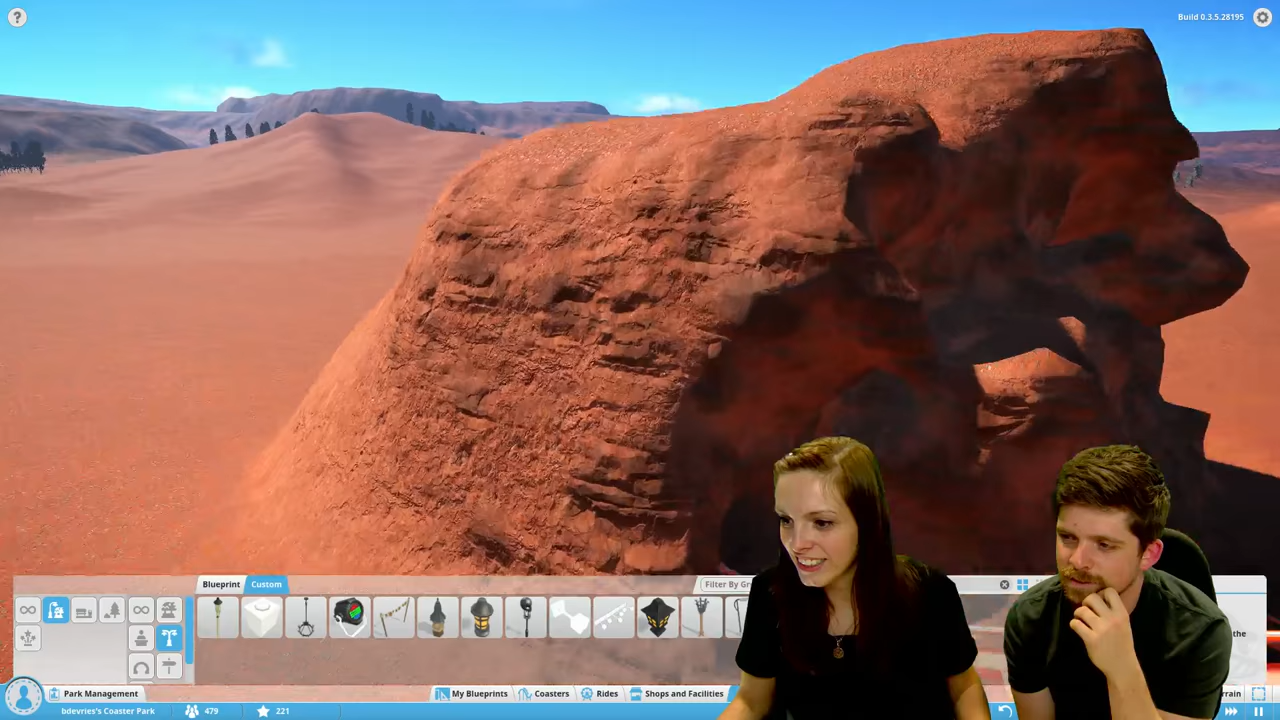 ?
Build 0.3.5.28195
Blueprint
Custom
Filter By
the
Park Management
My Blueprints
Coasters
Rides
Shops and Facilities
bdevries's Coaster Park
479
221